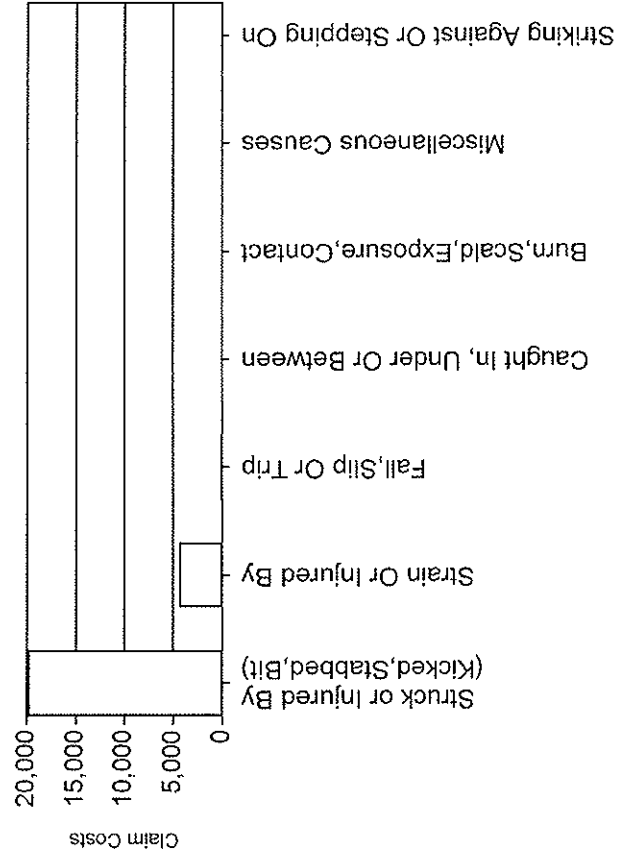 Claim Costs
20,000
15,000
10,000
5,000
0
Struck or Injured By
(Kicked,Stabbed,Bit)
Strain Or Injured By
Fall,Slip Or Trip
Caught In, Under Or Between
Burn,Scald,Exposure,Contact
Miscellaneous Causes
Striking Against Or Stepping On